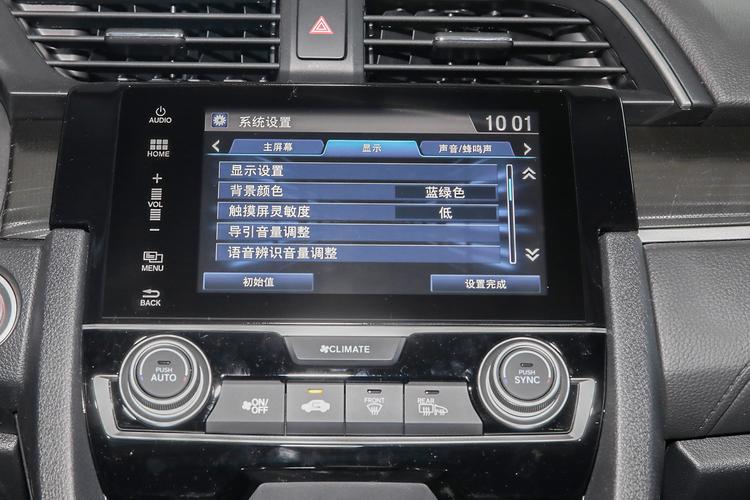 AUDIO
HOME
+
VOL
−
MENU
BACK
系统设置
10 01
主屏幕
显示
声音/蜂鸣声
显示设置
背景颜色
蓝绿色
触摸屏灵敏度
低
导引音量调整
语音辨识音量调整
初始值
设置完成
CLIMATE
PUSH
AUTO
ON/
OFF
FRONT
REAR
PUSH
SYNC